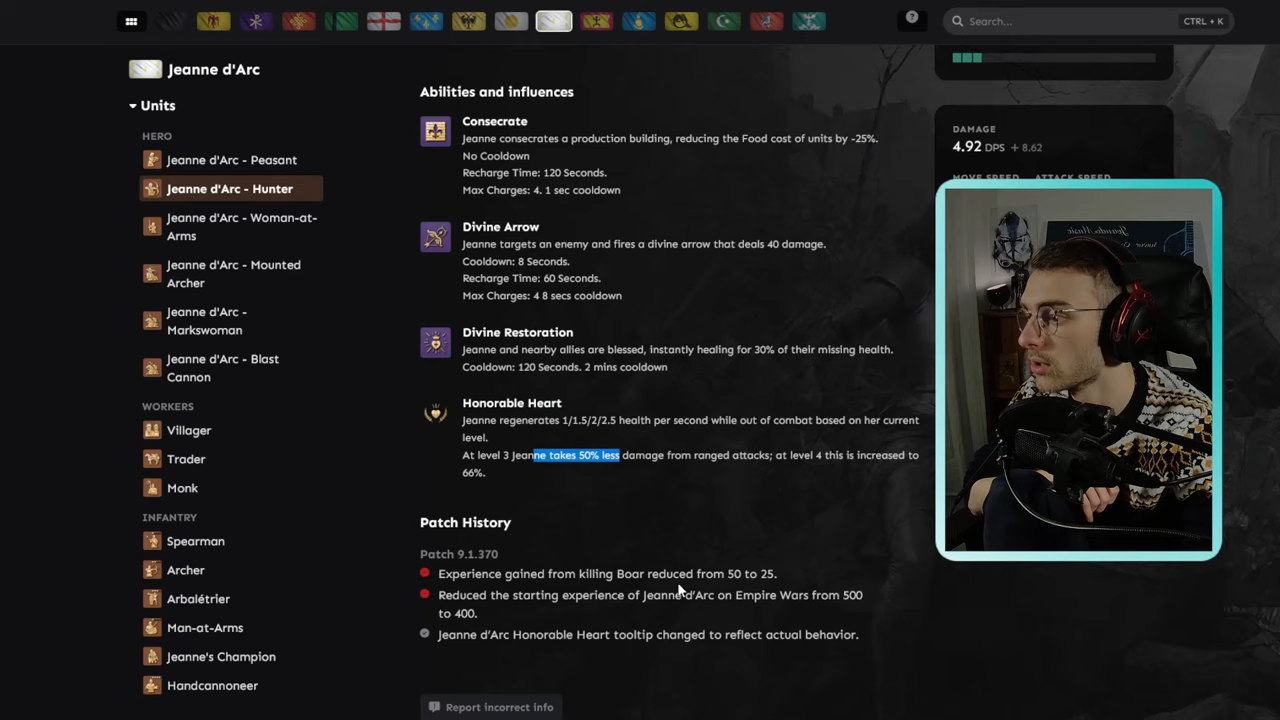 Search...
CTRL + K
Jeanne d'Arc
Units
HERO
Jeanne d'Arc - Peasant
Jeanne d'Arc - Hunter
Jeanne d'Arc - Woman-at-
Arms
Jeanne d'Arc - Mounted
Archer
Jeanne d'Arc -
Markswoman
Jeanne d'Arc - Blast
Cannon
WORKERS
Villager
Trader
Monk
INFANTRY
Spearman
Archer
Arbalétrier
Man-at-Arms
Jeanne's Champion
Handcannoneer
Abilities and influences
Consecrate
Jeanne consecrates a production building, reducing the Food cost of units by -25%.
No Cooldown
Recharge Time: 120 Seconds.
Max Charges: 4. 1 sec cooldown
Divine Arrow
Jeanne targets an enemy and fires a divine arrow that deals 40 damage.
Cooldown: 8 Seconds.
Recharge Time: 60 Seconds.
Max Charges: 4 8 secs cooldown
Divine Restoration
Jeanne and nearby allies are blessed, instantly healing for 30% of their missing health.
Cooldown: 120 Seconds. 2 mins cooldown
Honorable Heart
Jeanne regenerates 1/1.5/2/2.5 health per second while out of combat based on her current
level.
At level 3 Jeanne takes 50% less damage from ranged attacks; at level 4 this is increased to
66%.
Patch History
Patch 9.1.370
Experience gained from killing Boar reduced from 50 to 25.
Reduced the starting experience of Jeanne d’Arc on Empire Wars from 500
to 400.
Jeanne d’Arc Honorable Heart tooltip changed to reflect actual behavior.
Report incorrect info
DAMAGE
4.92 DPS + 8.62
MOVE SPEED ATTACK SPEED